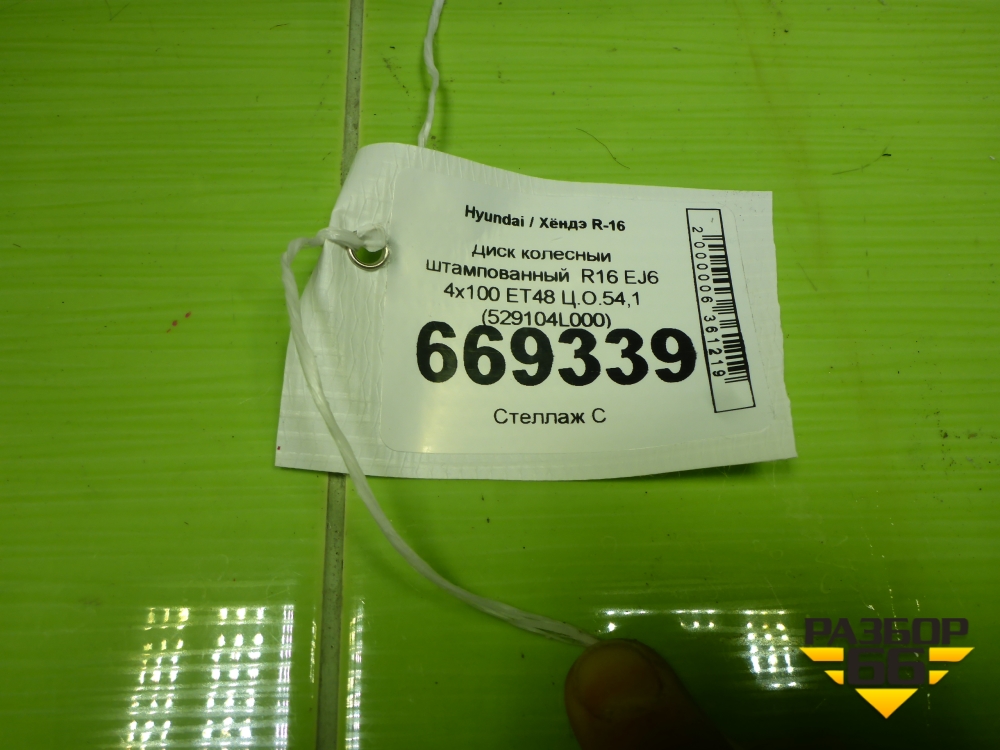 Hyundai / Хёндэ R-16
Диск колесный
штампованный R16 EJ6
4x100 ET48 Ц.О.54,1
(529104L000)
669339
Стеллаж С
2 000006 361219
РАЗБОР
66